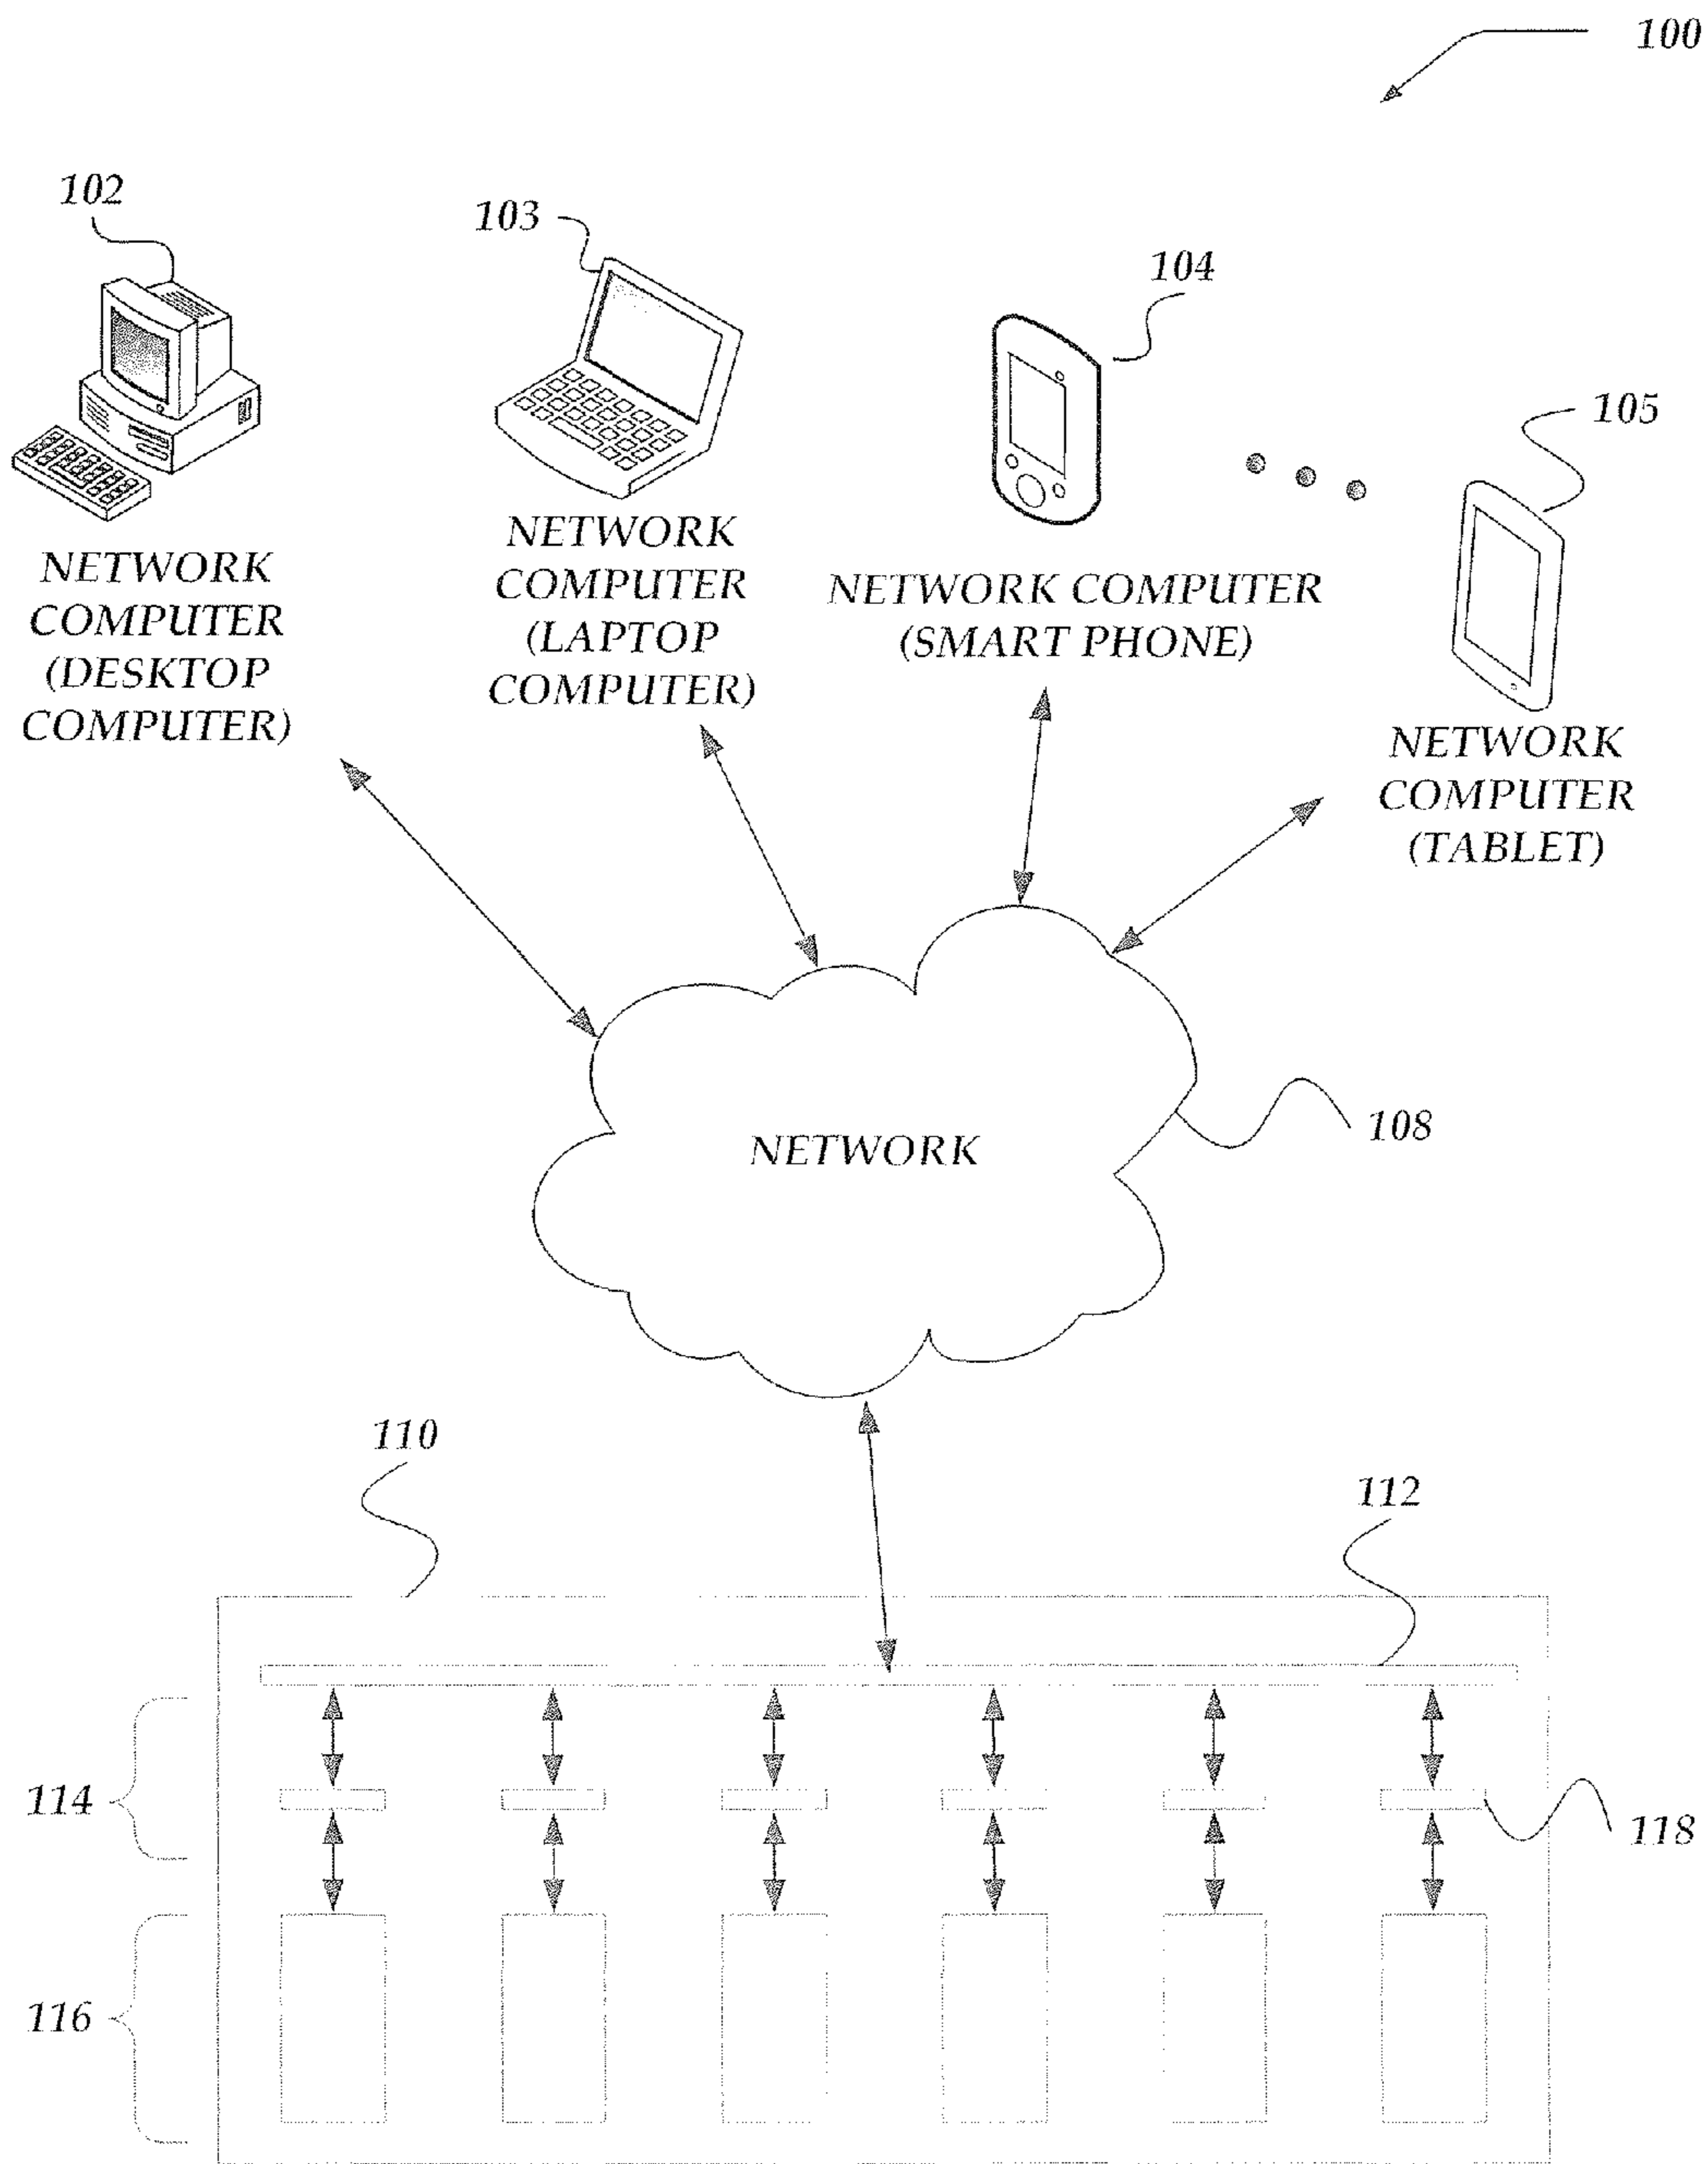 100
102
103
104
105
NETWORK
COMPUTER
(DESKTOP
COMPUTER)
NETWORK
COMPUTER
(LAPTOP
COMPUTER)
NETWORK COMPUTER
(SMART PHONE)
NETWORK
COMPUTER
(TABLET)
NETWORK
108
110
112
114
118
116